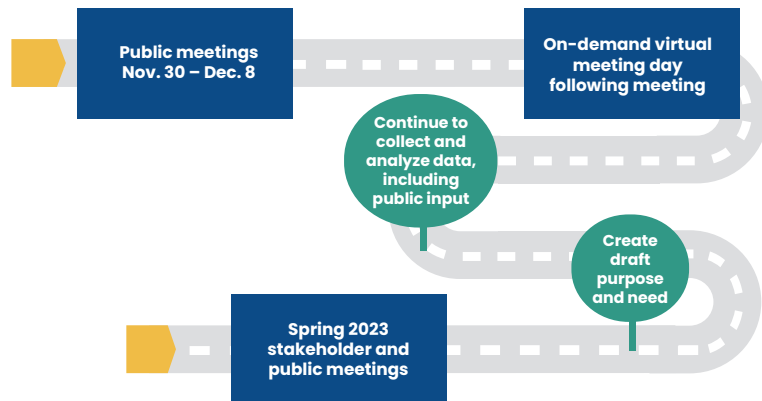 Public meetings
Nov. 30 – Dec. 8
On-demand virtual
meeting day
following meeting
Continue to
collect and
analyze data,
including
public input
Create
draft
purpose
and need
Spring 2023
stakeholder and
public meetings